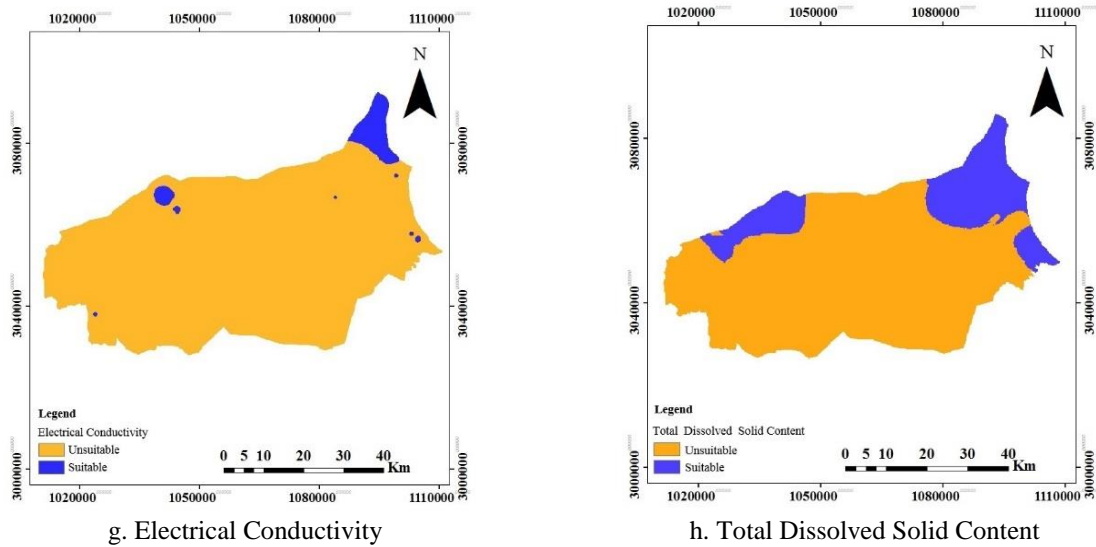 1020000 1050000 1080000 1110000
N
3080000 3080000
3040000 3040000
Legend
Electrical Conductivity
Unsuitable
Suitable
0 5 10 20 30 40
Km
3000000 3000000
1020000 1050000 1080000 1110000
g. Electrical Conductivity
1020000 1050000 1080000 1110000
N
3080000 3080000
3040000 3040000
Legend
Total Dissolved Solid Content
Unsuitable
Suitable
0 5 10 20 30 40
Km
3000000 3000000
1020000 1050000 1080000 1110000
h. Total Dissolved Solid Content